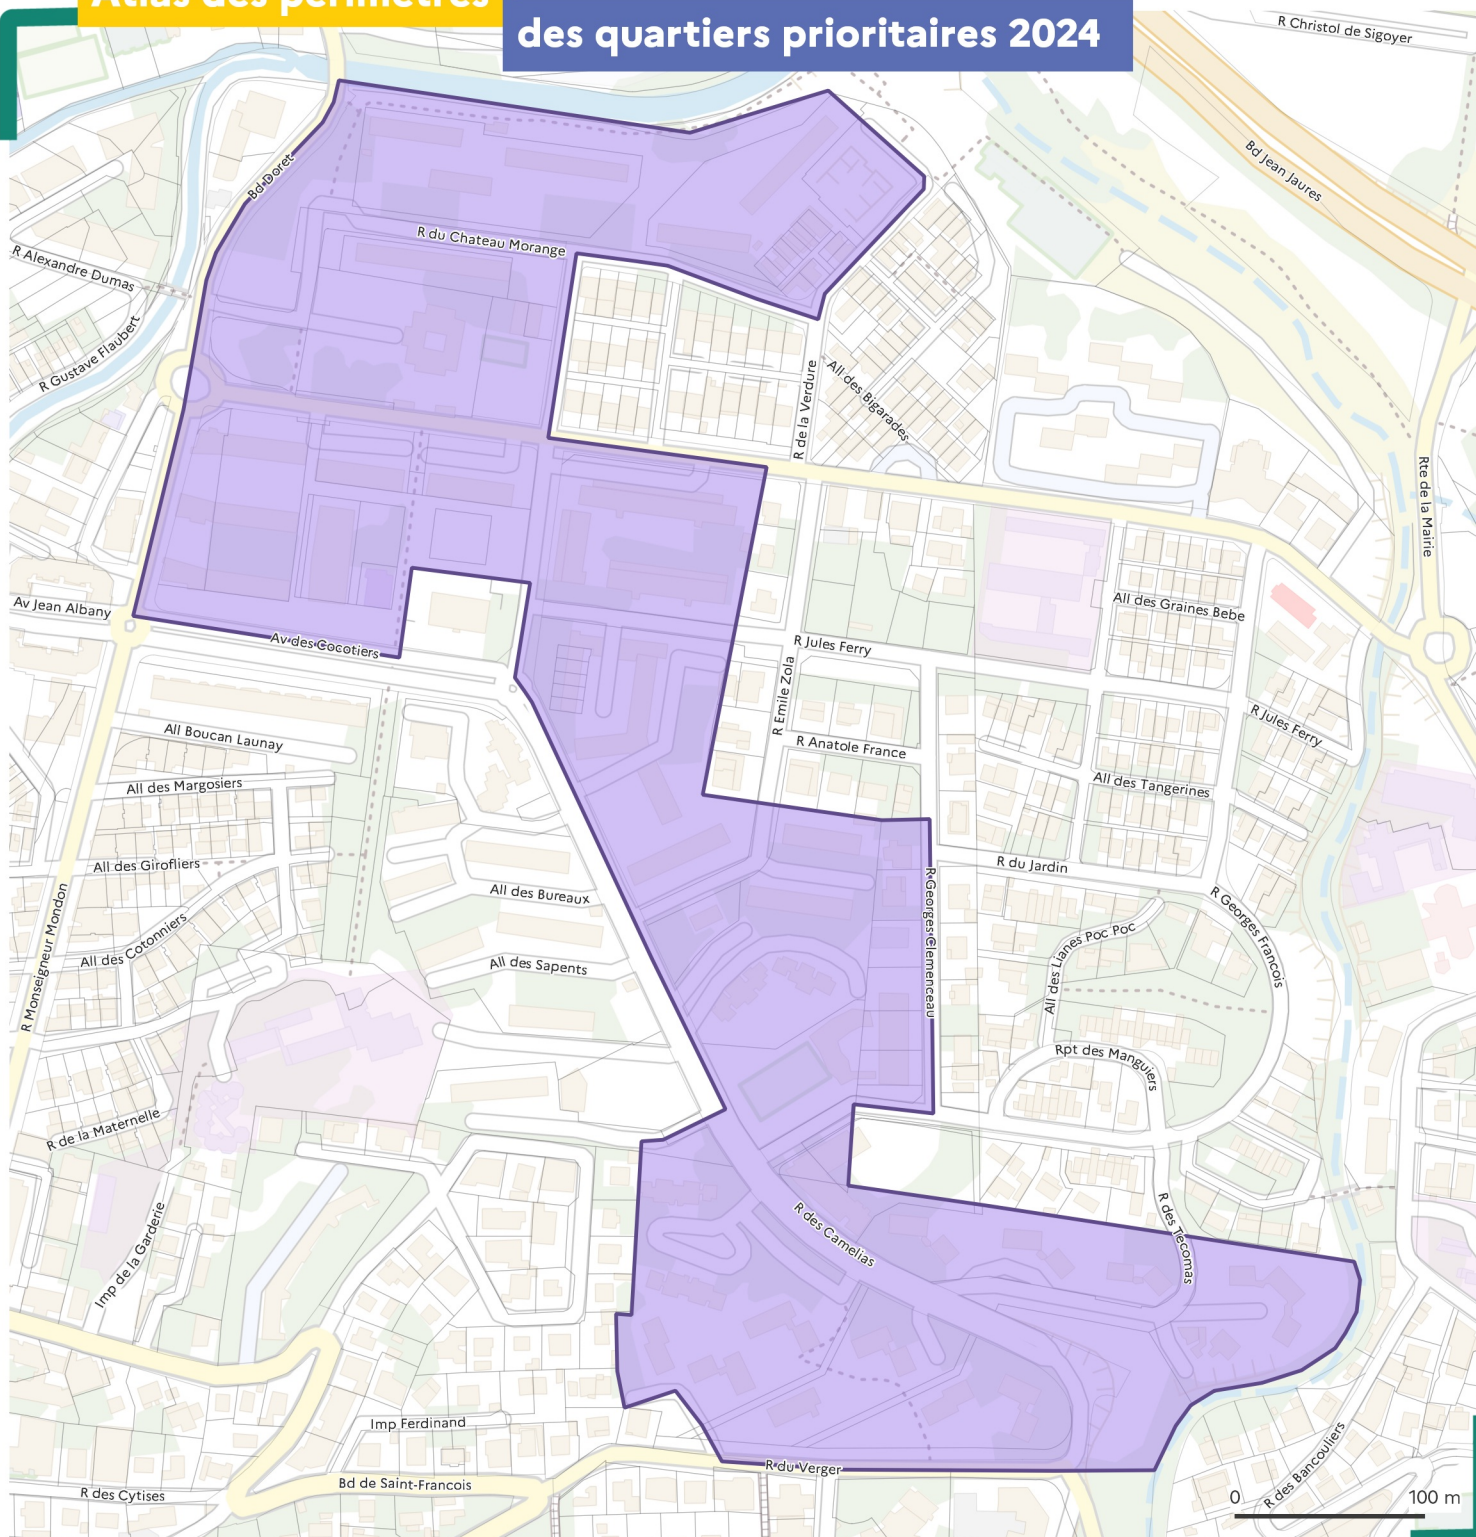 Atlas des périmètres
des quartiers prioritaires 2024
R Christol de Sigoyer
Bd Jean Jaures
Bd Doret
R du Chateau Morange
R Alexandre Dumas
R Gustave Flaubert
R de la Verdure
All des Bigarades
Rte de la Mairie
Av Jean Albany
All des Graines Bebe
Av des Cocotiers
R Jules Ferry
R Emile Zola
R Jules Ferry
All Boucan Launay
R Anatole France
All des Margosiers
All des Tangerines
All des Girofliers
R du Jardin
All des Bureaux
R Georges Clemenceau
R Georges Francois
R Monseigneur Mondon
All des Cotonniers
All des Lianes Poc Poc
All des Sapents
Rpt des Manguiers
R de la Maternelle
Imp de la Garderie
R des Camelias
R des Tecomas
Imp Ferdinand
R du Verger
Bd de Saint-Francois
R des Cytises
R des Bancouliers
0 100 m